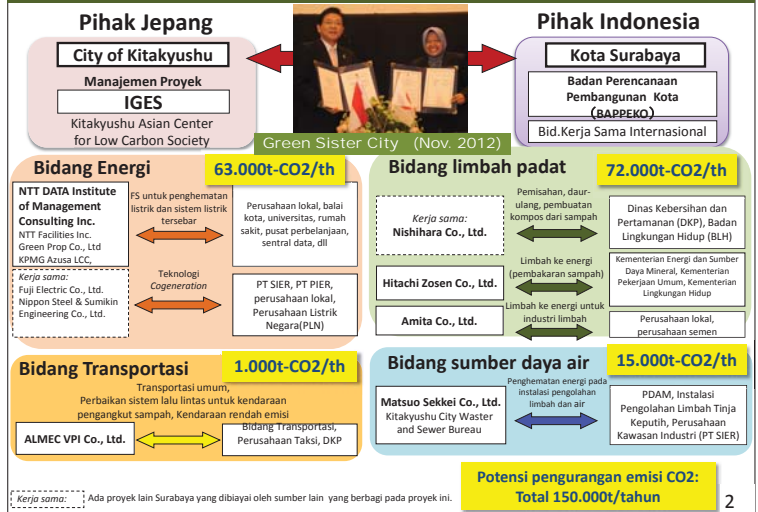 Pihak Jepang
City of Kitakyushu
Manajemen Proyek
IGES
Kitakyushu Asian Center
for Low Carbon Society
Pihak Indonesia
Kota Surabaya
Badan Perencanaan
Pembangunan Kota
(BAPPEKO)
Bid.Kerja Sama Internasional
Green Sister City (Nov. 2012)
Bidang Energi
63.000t-CO2/th
NTT DATA Institute
of Management
Consulting Inc.
NTT Facilities Inc.
Green Prop Co., Ltd
KPMG Azusa LCC,
FS untuk penghematan
listrik dan sistem listrik
tersebar
Perusahaan lokal, balai
kota, universitas, rumah
sakit, pusat perbelanjaan,
sentral data, dll
Kerja sama:
Fuji Electric Co., Ltd.
Nippon Steel & Sumikin
Engineering Co., Ltd.
Teknologi
Cogeneration
PT SIER, PT PIER,
perusahaan lokal,
Perusahaan Listrik
Negara(PLN)
Bidang limbah padat
72.000t-CO2/th
Kerja sama:
Nishihara Co., Ltd.
Pemisahan, daur-
ulang, pembuatan
kompos dari sampah
Dinas Kebersihan dan
Pertamanan (DKP), Badan
Lingkungan Hidup (BLH)
Hitachi Zosen Co., Ltd.
Limbah ke energi
(pembakaran sampah)
Kementerian Energi dan Sumber
Daya Mineral, Kementerian
Pekerjaan Umum, Kementerian
Lingkungan Hidup
Amita Co., Ltd.
Limbah ke energi untuk
industri limbah
Perusahaan lokal,
perusahaan semen
Bidang Transportasi
1.000t-CO2/th
Transportasi umum,
Perbaikan sistem lalu lintas untuk kendaraan
pengangkut sampah, Kendaraan rendah emisi
ALMEC VPI Co., Ltd.
Bidang Transportasi,
Perusahaan Taksi, DKP
Bidang sumber daya air
15.000t-CO2/th
Matsuo Sekkei Co., Ltd.
Kitakyushu City Waster
and Sewer Bureau
Penghematan energi pada
instalasi pengolahan
limbah dan air
PDAM, Instalasi
Pengolahan Limbah Tinja
Keputih, Perusahaan
Kawasan Industri (PT SIER)
Potensi pengurangan emisi CO2:
Total 150.000t/tahun
Kerja sama: Ada proyek lain Surabaya yang dibiayai oleh sumber lain yang berbagi pada proyek ini.
2